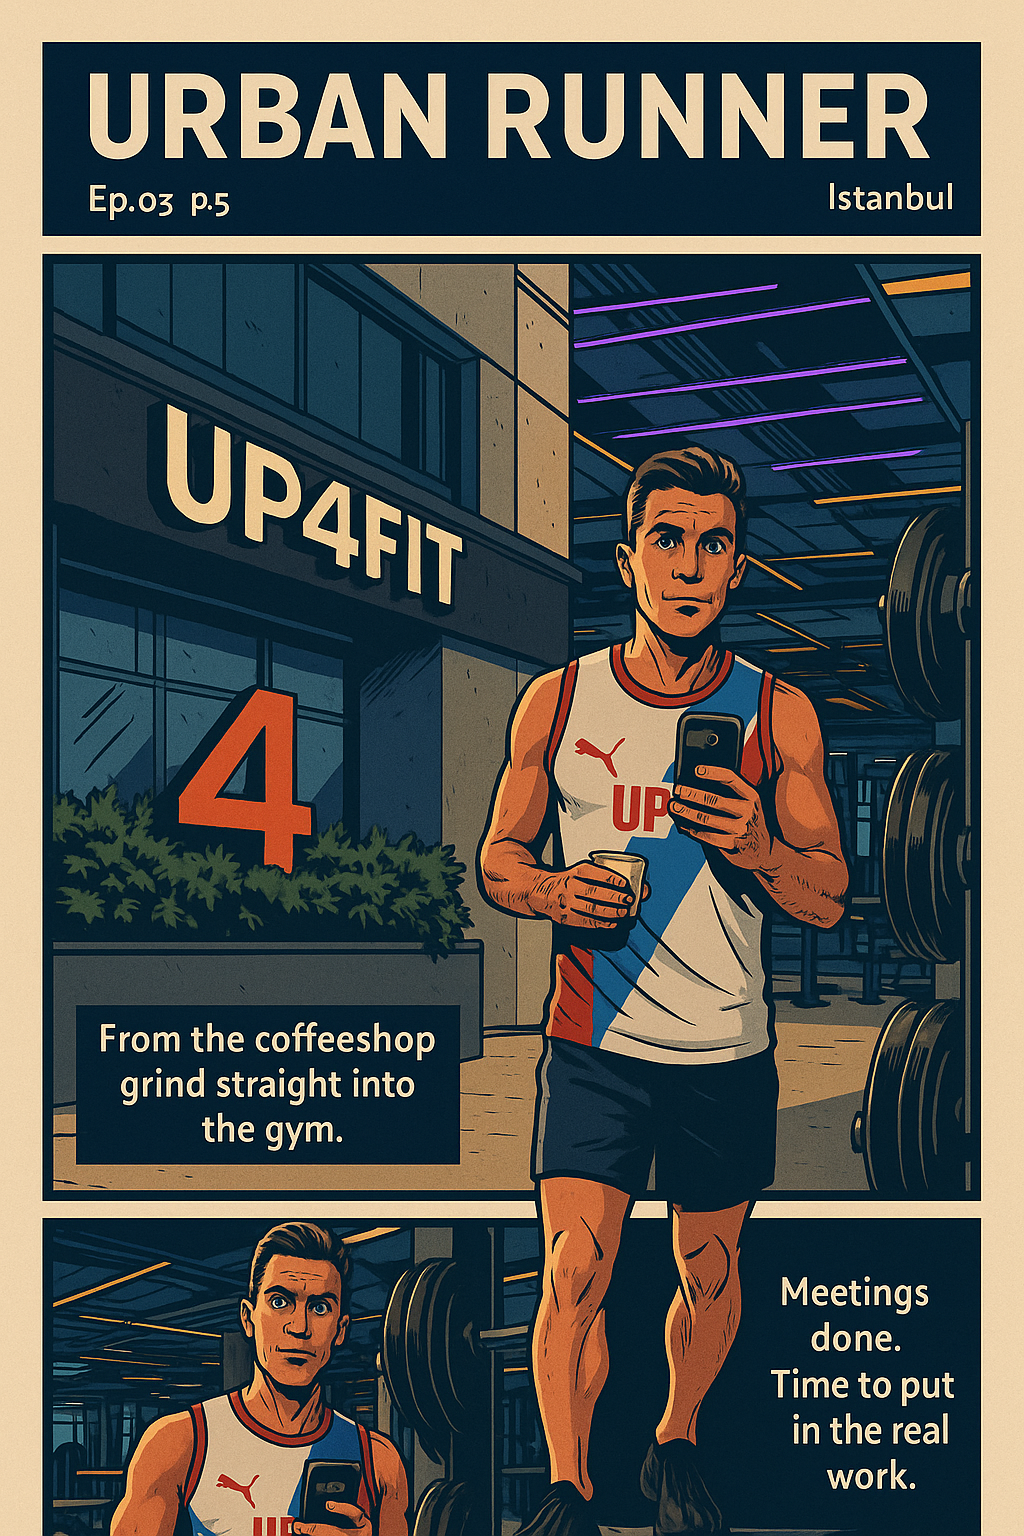 URBAN RUNNER
Ep.03 p.5
Istanbul
UP4FIT
4
UP
From the coffeeshop
grind straight into
the gym.
Meetings
done.
Time to put
in the real
work.
UP